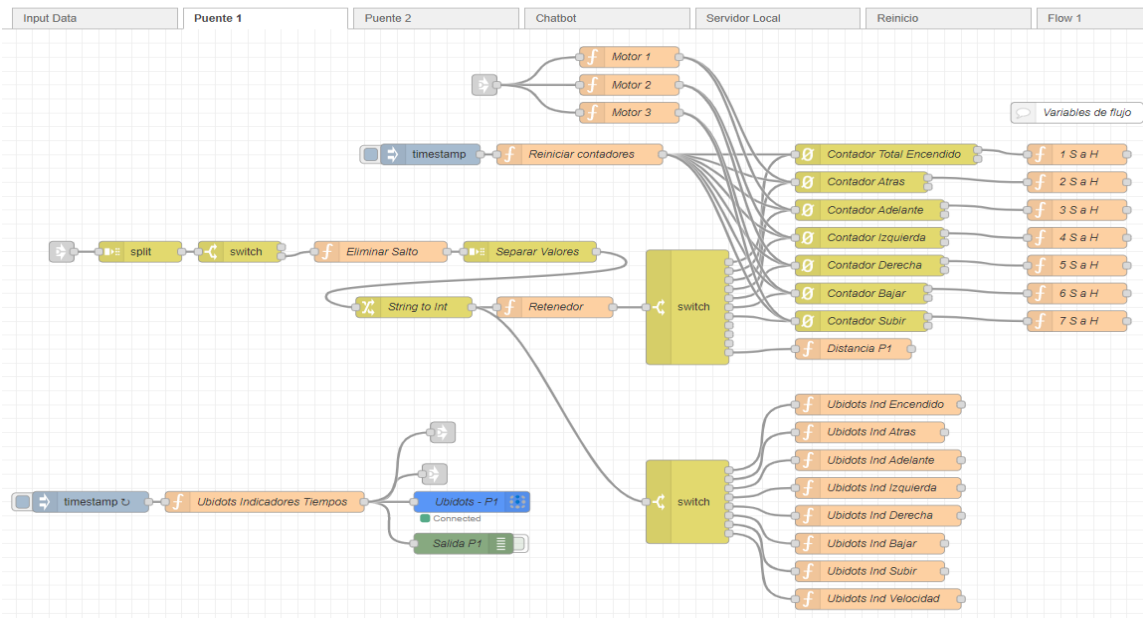 Input Data
Puente 1
Puente 2
Chatbot
Servidor Local
Reinicio
Flow 1
Motor 1
Motor 2
Motor 3
Variables de flujo
timestamp
Reiniciar contadores
Contador Total Encendido
1 S a H
Contador Atras
2 S a H
Contador Adelante
3 S a H
Contador Izquierda
4 S a H
split
switch
Eliminar Salto
Separar Valores
Contador Derecha
5 S a H
Contador Bajar
6 S a H
String to Int
Retenedor
switch
Contador Subir
7 S a H
Distancia P1
Ubidots Ind Encendido
Ubidots Ind Atras
Ubidots Ind Adelante
Ubidots Ind Izquierda
timestamp ↻
Ubidots Indicadores Tiempos
Ubidots - P1
Connected
switch
Ubidots Ind Derecha
Salida P1
Ubidots Ind Bajar
Ubidots Ind Subir
Ubidots Ind Velocidad